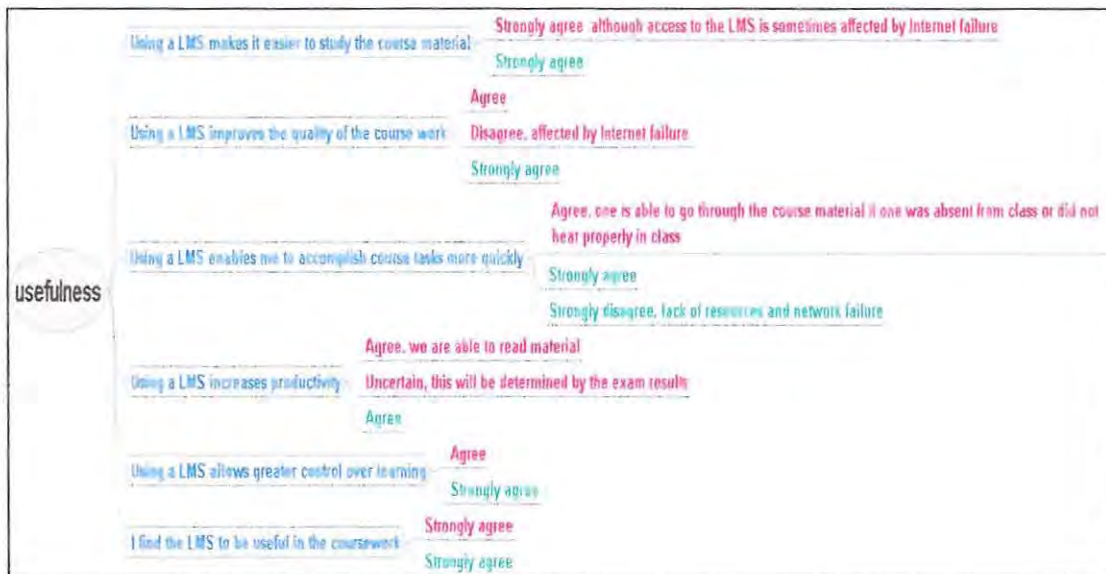 usefulness
Using a LMS makes it easier to study the course material
Strongly agree although access to the LMS is sometimes affected by Internet failure
Strongly agree
Using a LMS improves the quality of the course work
Agree
Disagree, affected by Internet failure
Strongly agree
Using a LMS enables me to accomplish course tasks more quickly
Agree, one is able to go through the course material if one was absent from class or did not
hear properly in class
Strongly agree
Strongly disagree, lack of resources and network failure
Using a LMS increases productivity
Agree, we are able to read material
Uncertain, this will be determined by the exam results
Agree
Using a LMS allows greater control over learning
Agree
Strongly agree
I find the LMS to be useful in the coursework
Strongly agree
Strongly agree